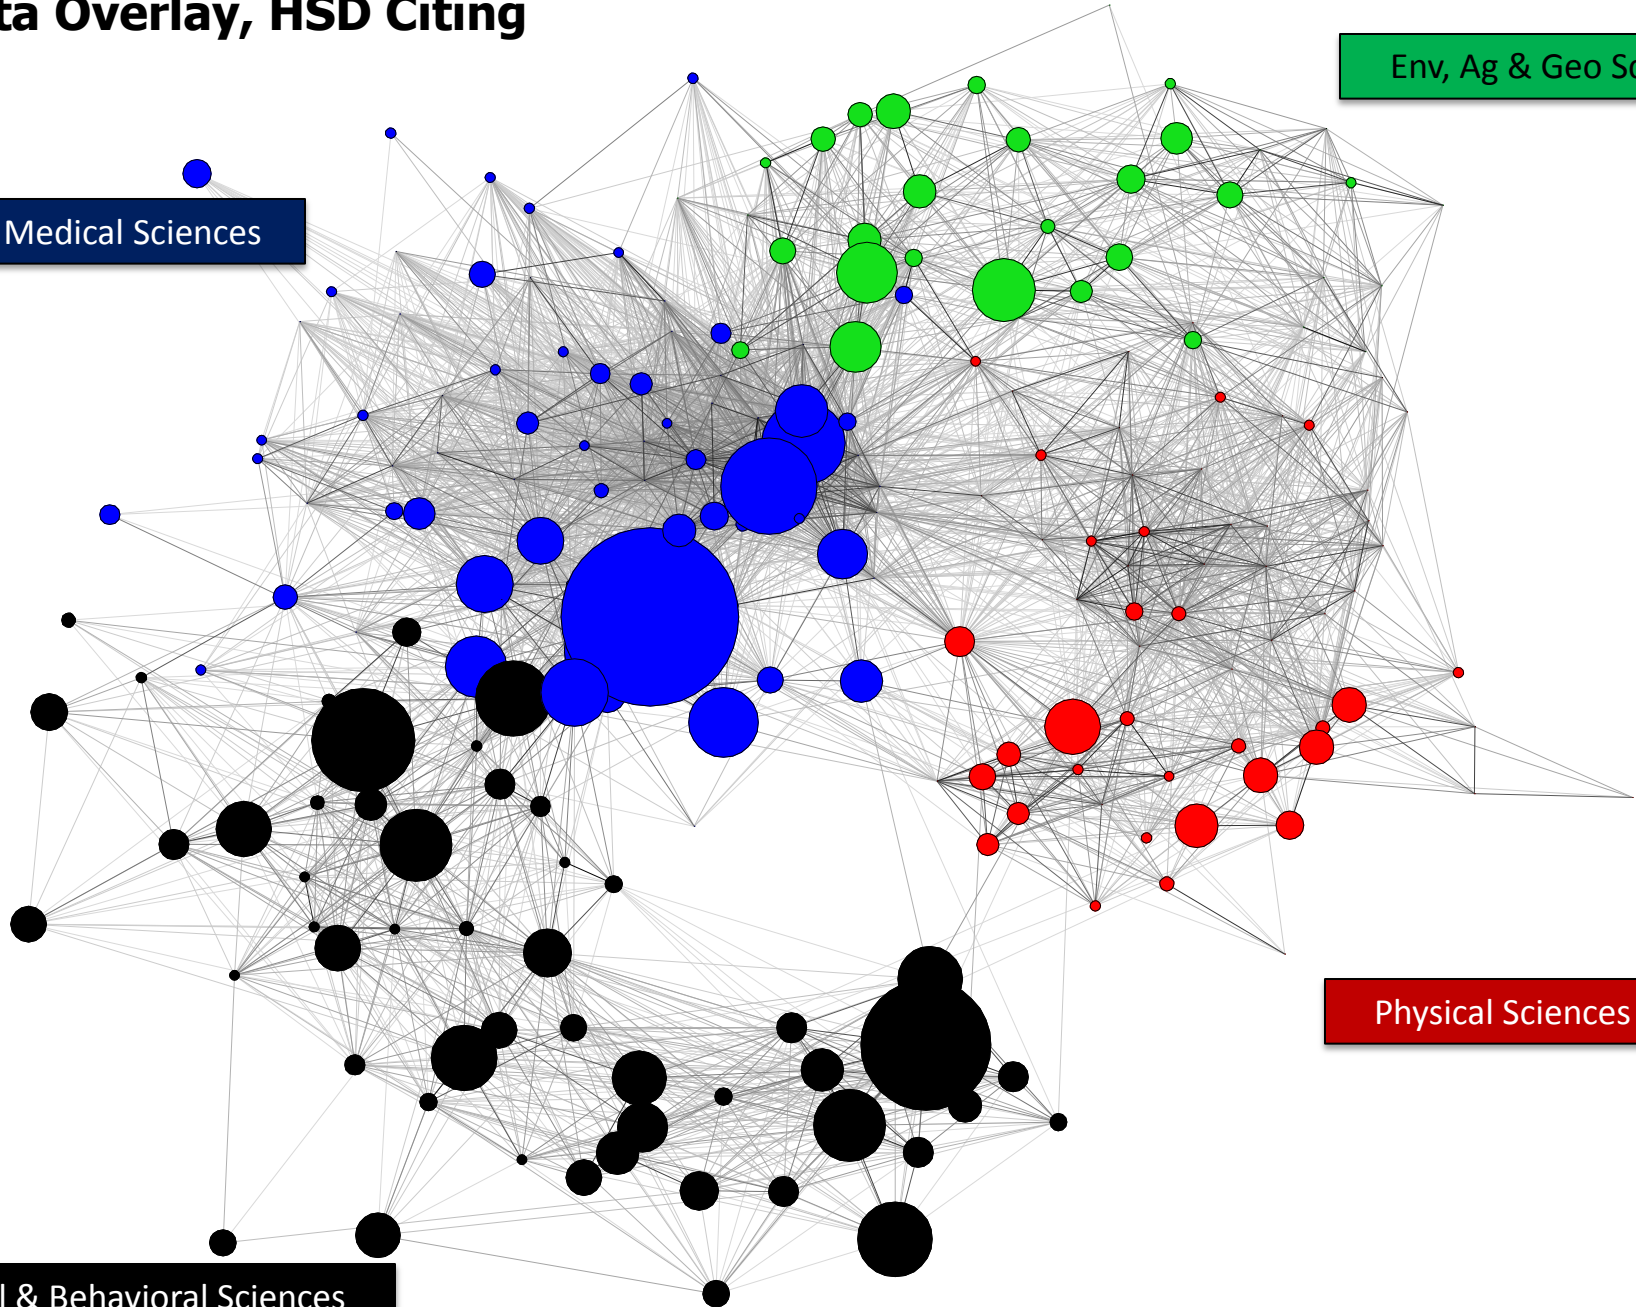 ta Overlay, HSD Citing
Env, Ag & Geo Sc
Medical Sciences
Physical Sciences
l & Behavioral Sciences